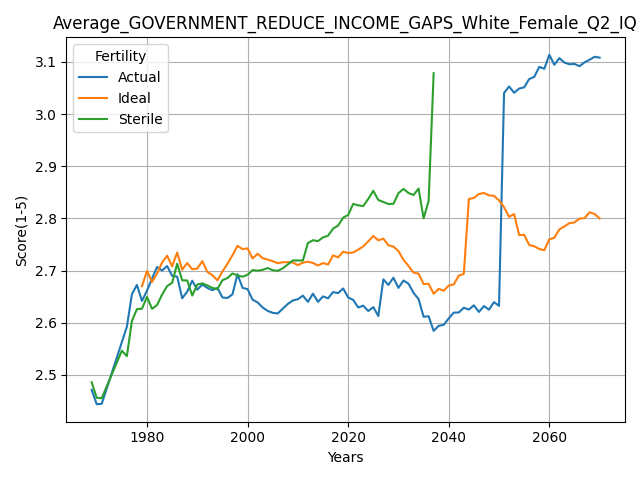 Average_GOVERNMENT_REDUCE_INCOME_GAPS_White_Female_Q2_IQ
Fertility
Actual
Ideal
Sterile
Score(1-5)
3.1
3.0
2.9
2.8
2.7
2.6
2.5
1980 2000 2020 2040 2060
Years